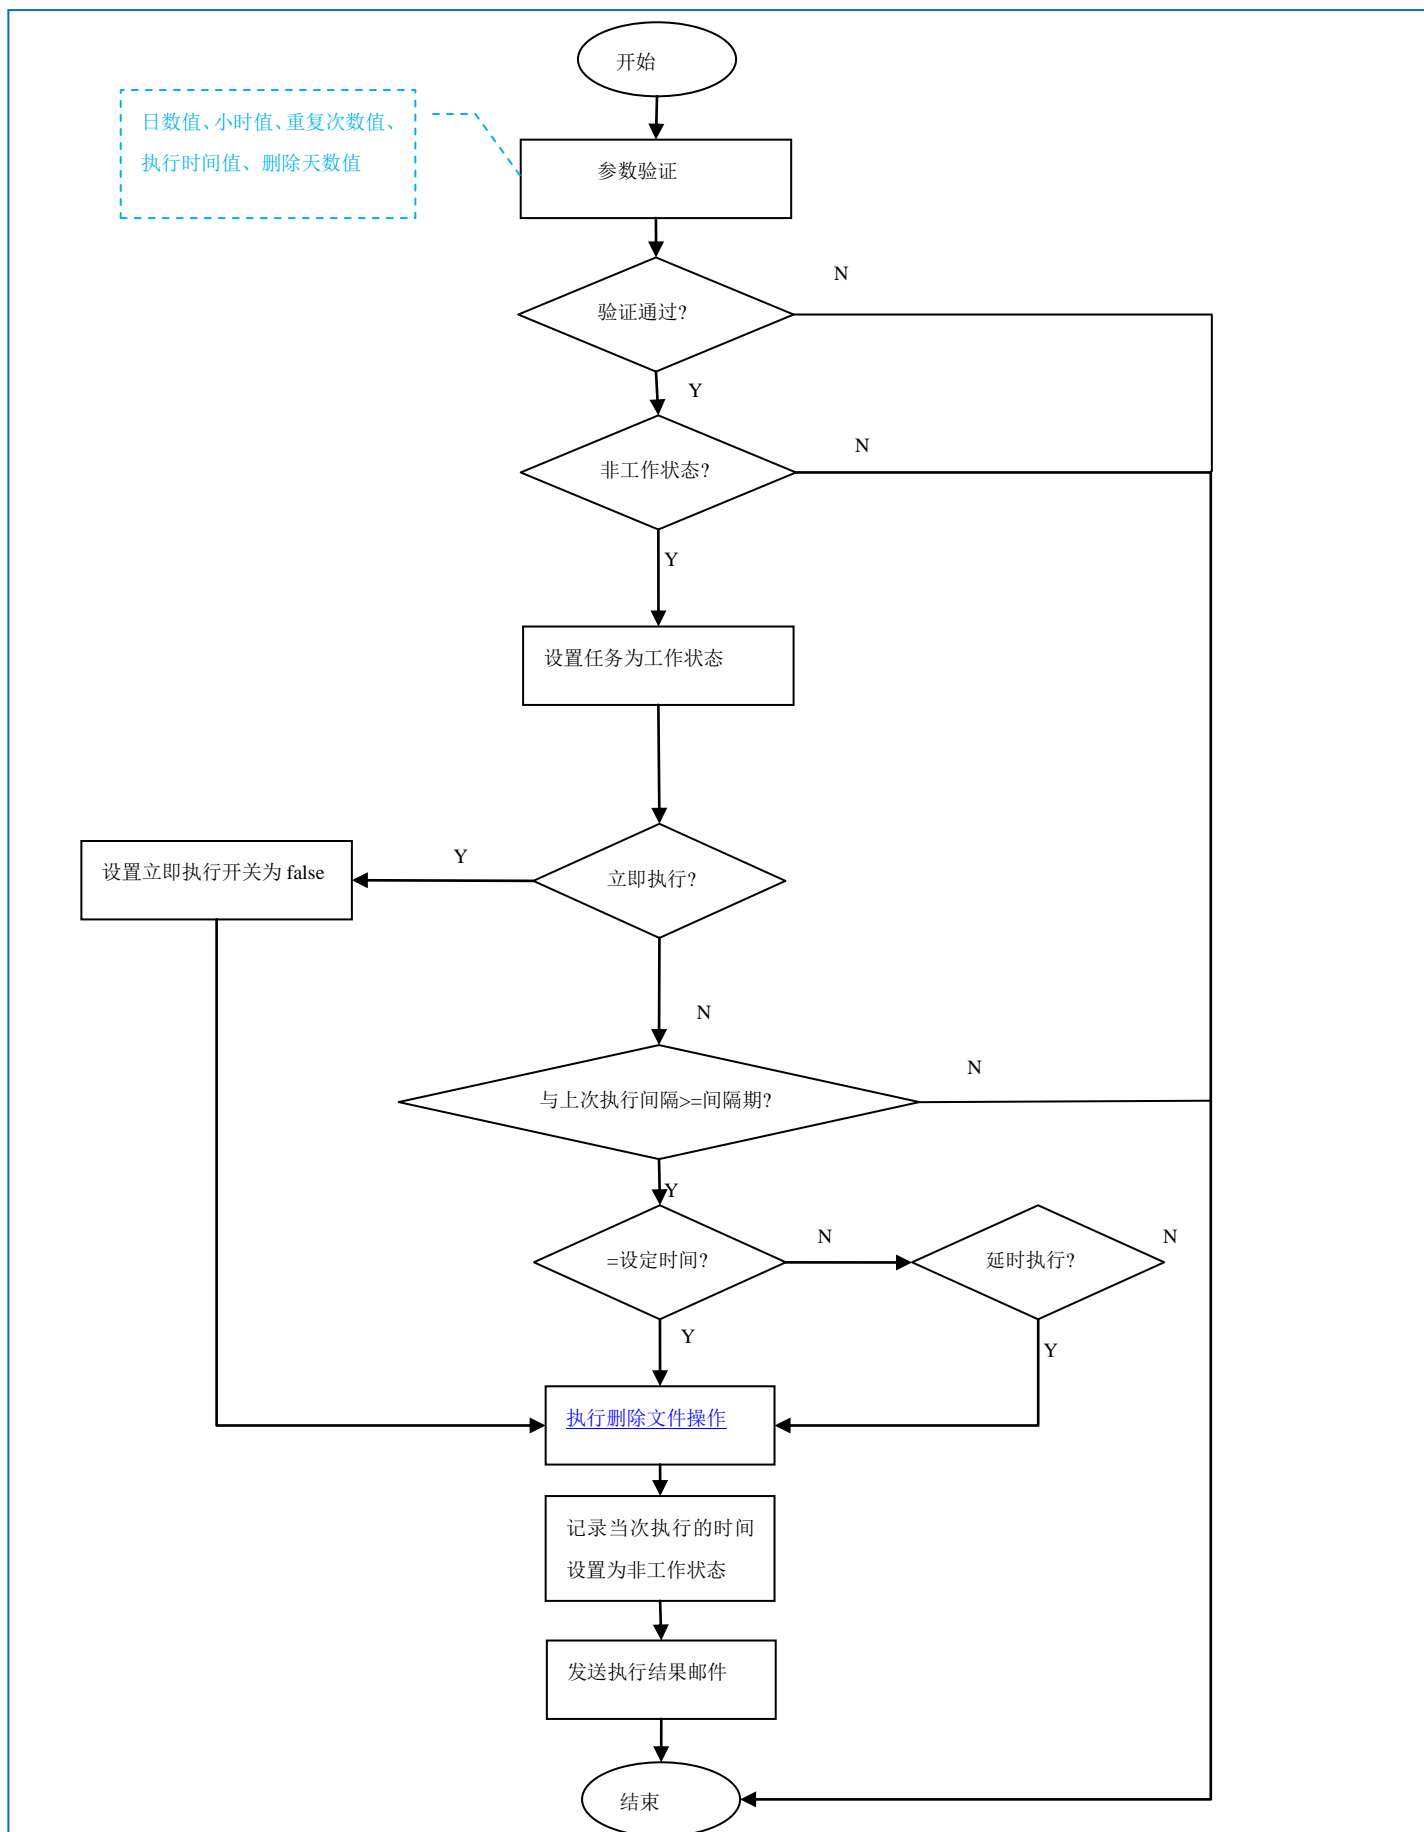 开始
日数值、小时值、重复次数值、
执行时间值、删除天数值
参数验证
N
验证通过?
Y
N
非工作状态?
Y
设置任务为工作状态
Y
设置立即执行开关为 false
立即执行?
N
N
与上次执行间隔>=间隔期?
Y
N
N
=设定时间?
延时执行?
Y
Y
执行删除文件操作
记录当次执行的时间
设置为非工作状态
发送执行结果邮件
结束